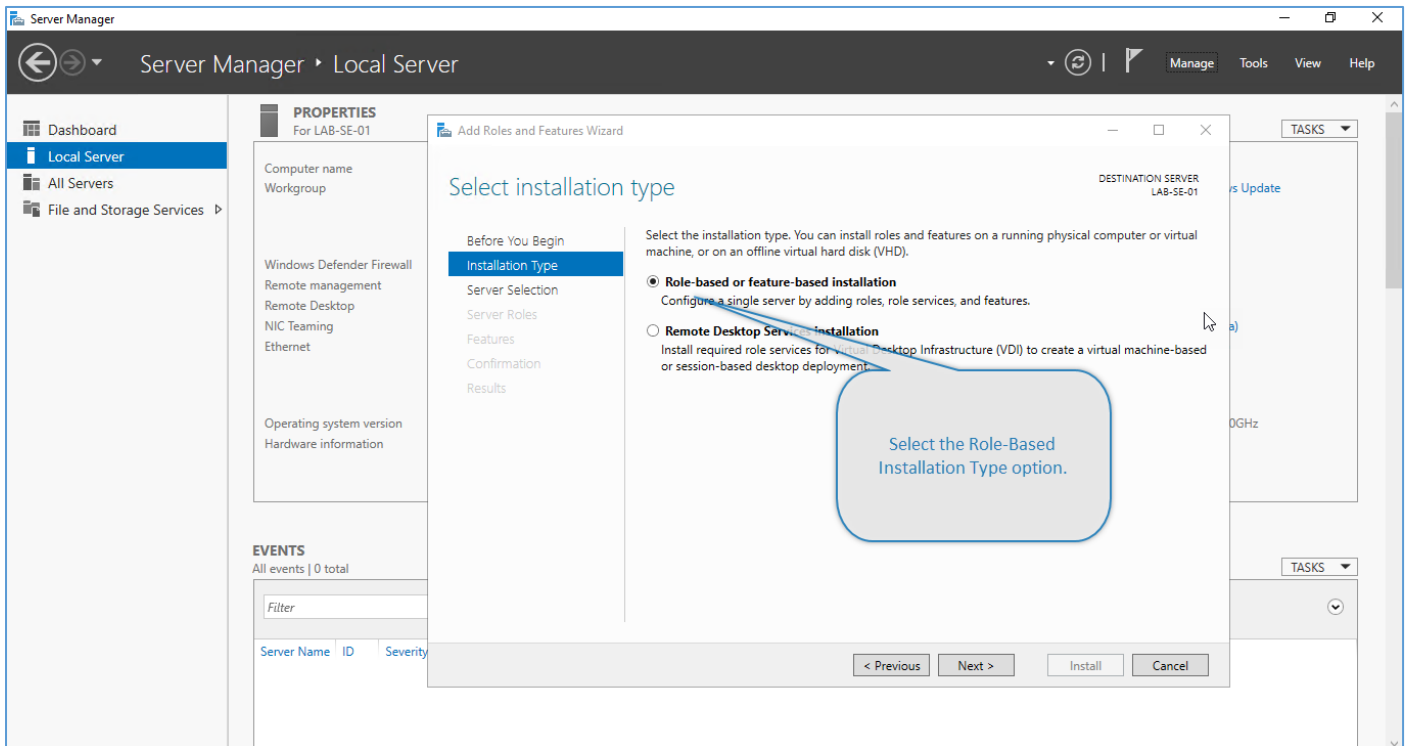 Server Manager
Server Manager • Local Server
Manage Tools View Help
Dashboard
Local Server
All Servers
File and Storage Services
PROPERTIES
For LAB-SE-01
TASKS
Computer name
Workgroup
Windows Defender Firewall
Remote management
Remote Desktop
NIC Teaming
Ethernet
Operating system version
Hardware information
Update
a)
0GHz
Add Roles and Features Wizard
Select installation type
DESTINATION SERVER
LAB-SE-01
Before You Begin
Installation Type
Server Selection
Server Roles
Features
Confirmation
Results
Select the installation type. You can install roles and features on a running physical computer or virtual
machine, or on an offline virtual hard disk (VHD).
Role-based or feature-based installation
Configure a single server by adding roles, role services, and features.
Remote Desktop Services installation
Install required role services for Virtual Desktop Infrastructure (VDI) to create a virtual machine-based
or session-based desktop deployment.
Select the Role-Based
Installation Type option.
< Previous
Next >
Install
Cancel
EVENTS
All events | 0 total
TASKS
Filter
Server Name ID Severity